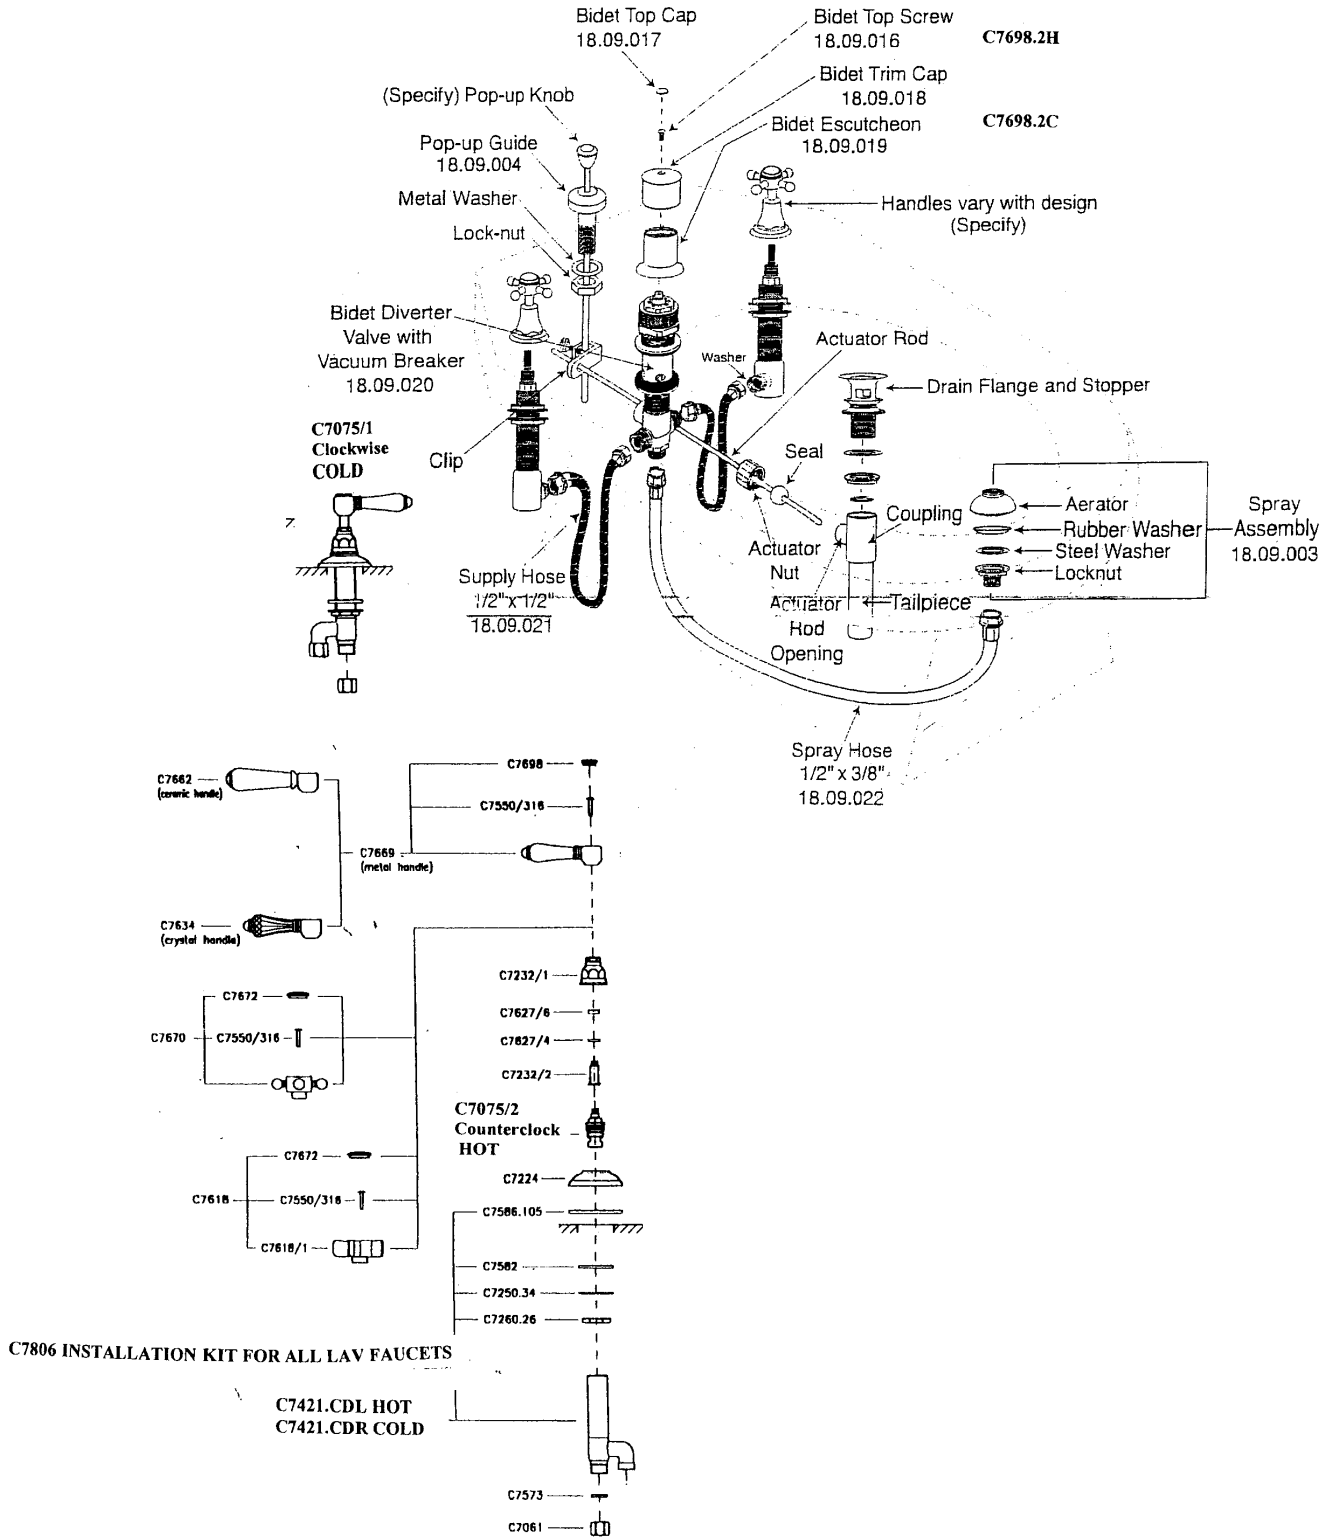 Bidet Top Cap
18.09.017
Bidet Top Screw
18.09.016
C7698.2H
Bidet Trim Cap
18.09.018
(Specify) Pop-up Knob
Bidet Escutcheon
18.09.019
C7698.2C
Pop-up Guide
18.09.004
Metal Washer
Lock-nut
Handles vary with design
(Specify)
Bidet Diverter
Valve with
Vacuum Breaker
18.09.020
Actuator Rod
Washer
Drain Flange and Stopper
C7075/1
Clockwise
COLD
Clip
Seal
Coupling
Aerator
Rubber Washer
Steel Washer
Locknut
Spray
Assembly
18.09.003
Actuator
Nut
Supply Hose
1/2" x 1/2"
18.09.021
Actuator
Rod
Opening
Tailpiece
Spray Hose
1/2" x 3/8"
18.09.022
C7662
(ceramic handle)
C7698
C7550/316
C7669
(metal handle)
C7634
(crystal handle)
C7232/1
C7672
C7627/6
C7670
C7550/316
C7627/4
C7232/2
C7075/2
Counterclock
HOT
C7672
C7224
C7618
C7550/316
C7586.105
C7618/1
C7582
C7250.34
C7260.26
C7806 INSTALLATION KIT FOR ALL LAV FAUCETS
C7421.CDL HOT
C7421.CDR COLD
C7573
C7061